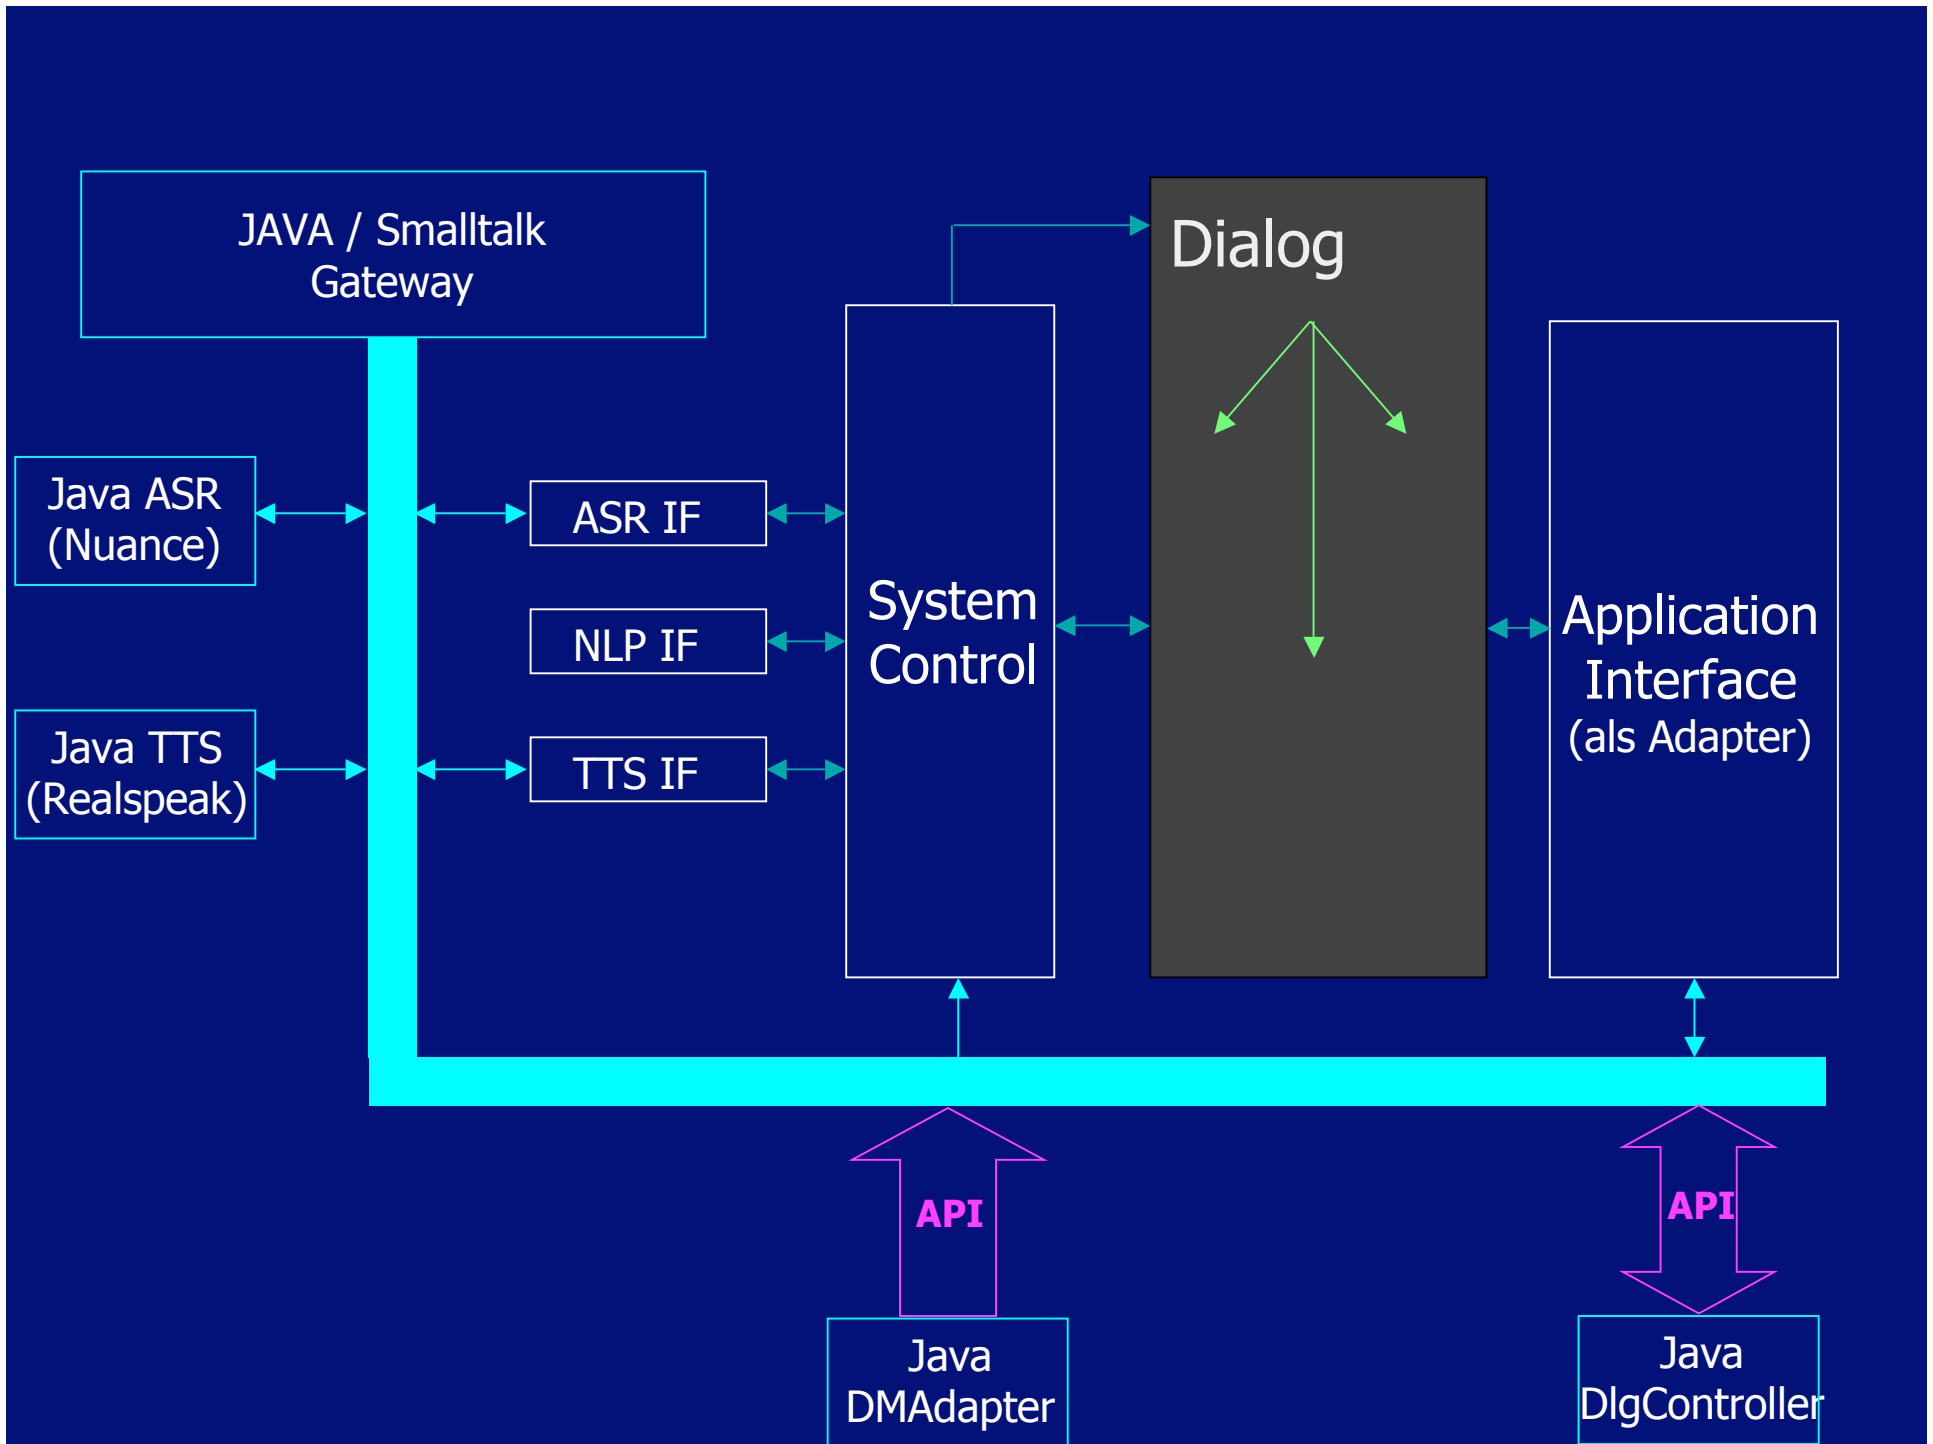 JAVA / Smalltalk
Gateway
Dialog
Java ASR
(Nuance)
ASR IF
NLP IF
System
Control
Application
Interface
(als Adapter)
Java TTS
(Realspeak)
TTS IF
API
API
Java
DMAdapter
Java
DlgController